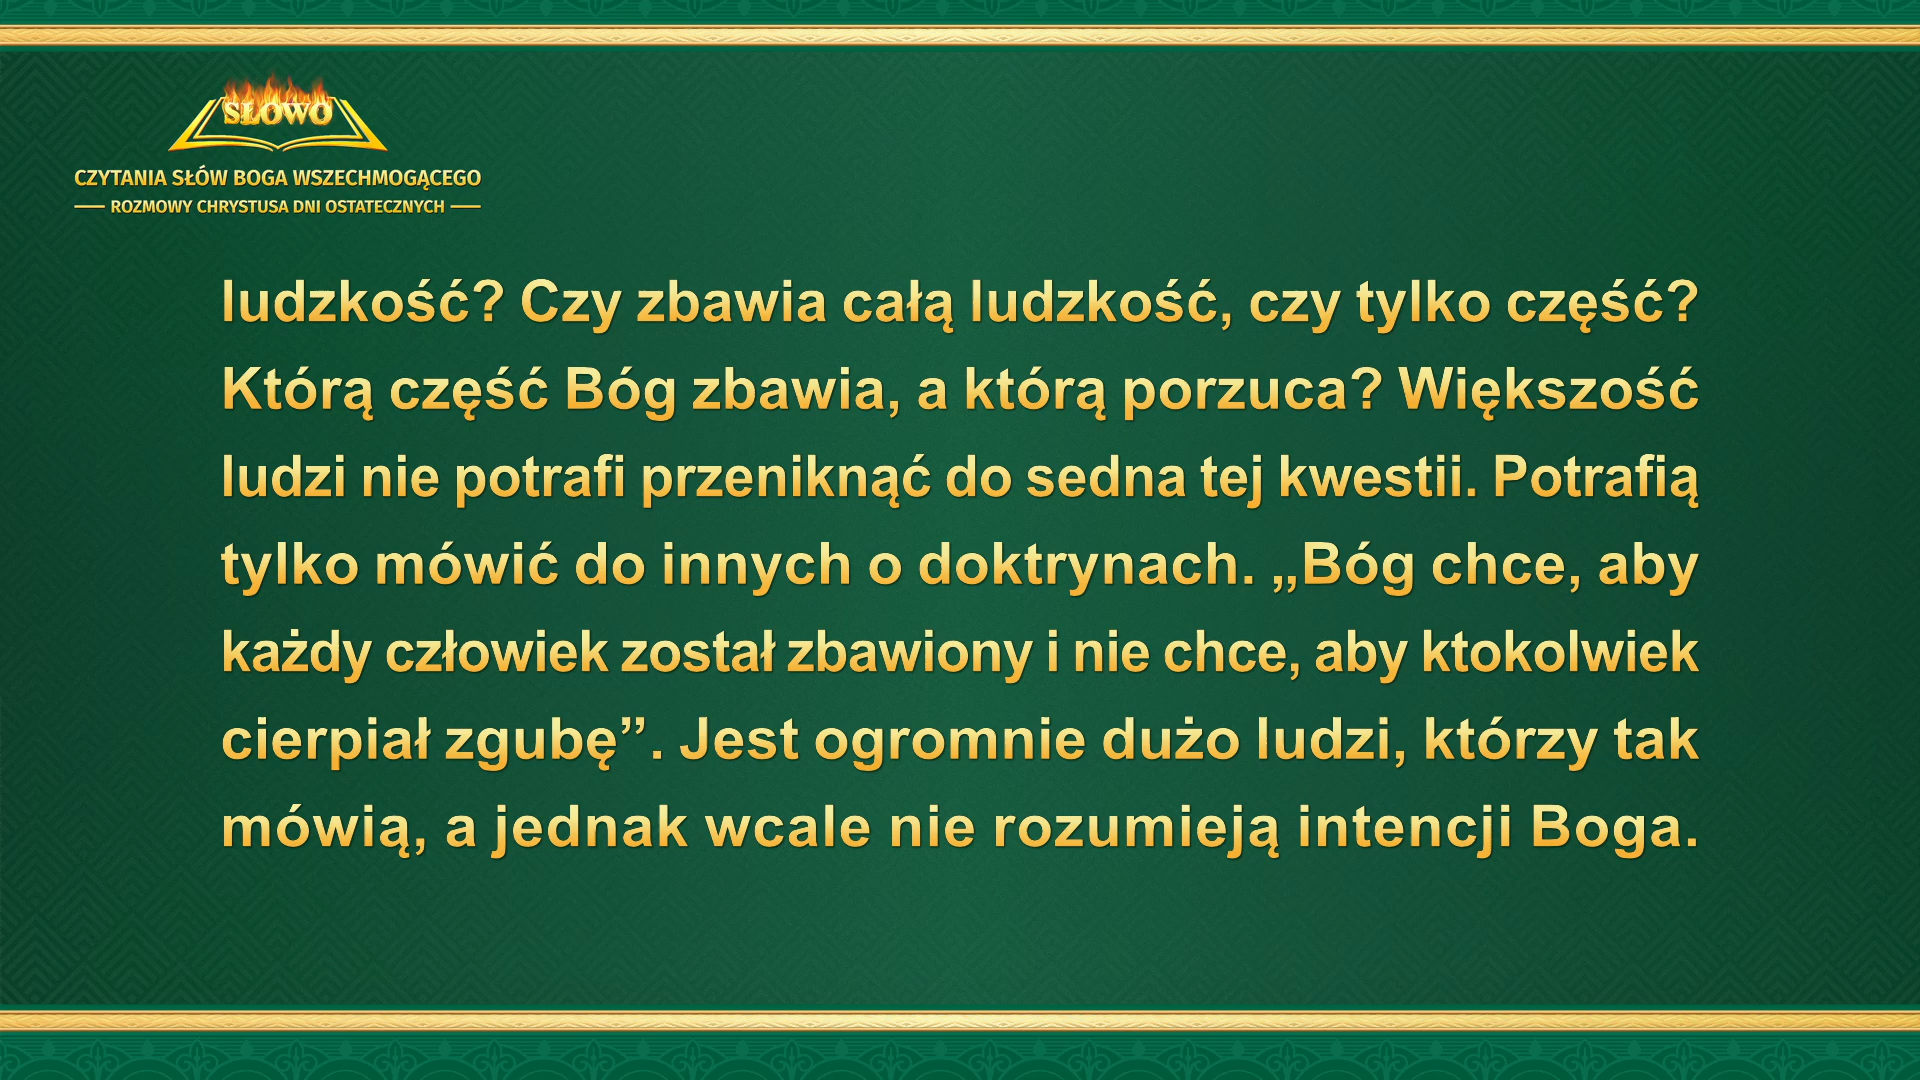 SŁOWO
CZYTANIA SŁÓW BOGA WSZECHMOGĄCEGO
ROZMOWY CHRYSTUSA DNI OSTATECZNYCH
ludzkość? Czy zbawia całą ludzkość, czy tylko część?
Którą część Bóg zbawia, a którą porzuca? Większość
ludzi nie potrafi przeniknąć do sedna tej kwestii. Potrafią
tylko mówić do innych o doktrynach. „Bóg chce, aby
każdy człowiek został zbawiony i nie chce, aby ktokolwiek
cierpiał zgubę”. Jest ogromnie dużo ludzi, którzy tak
mówią, a jednak wcale nie rozumieją intencji Boga.